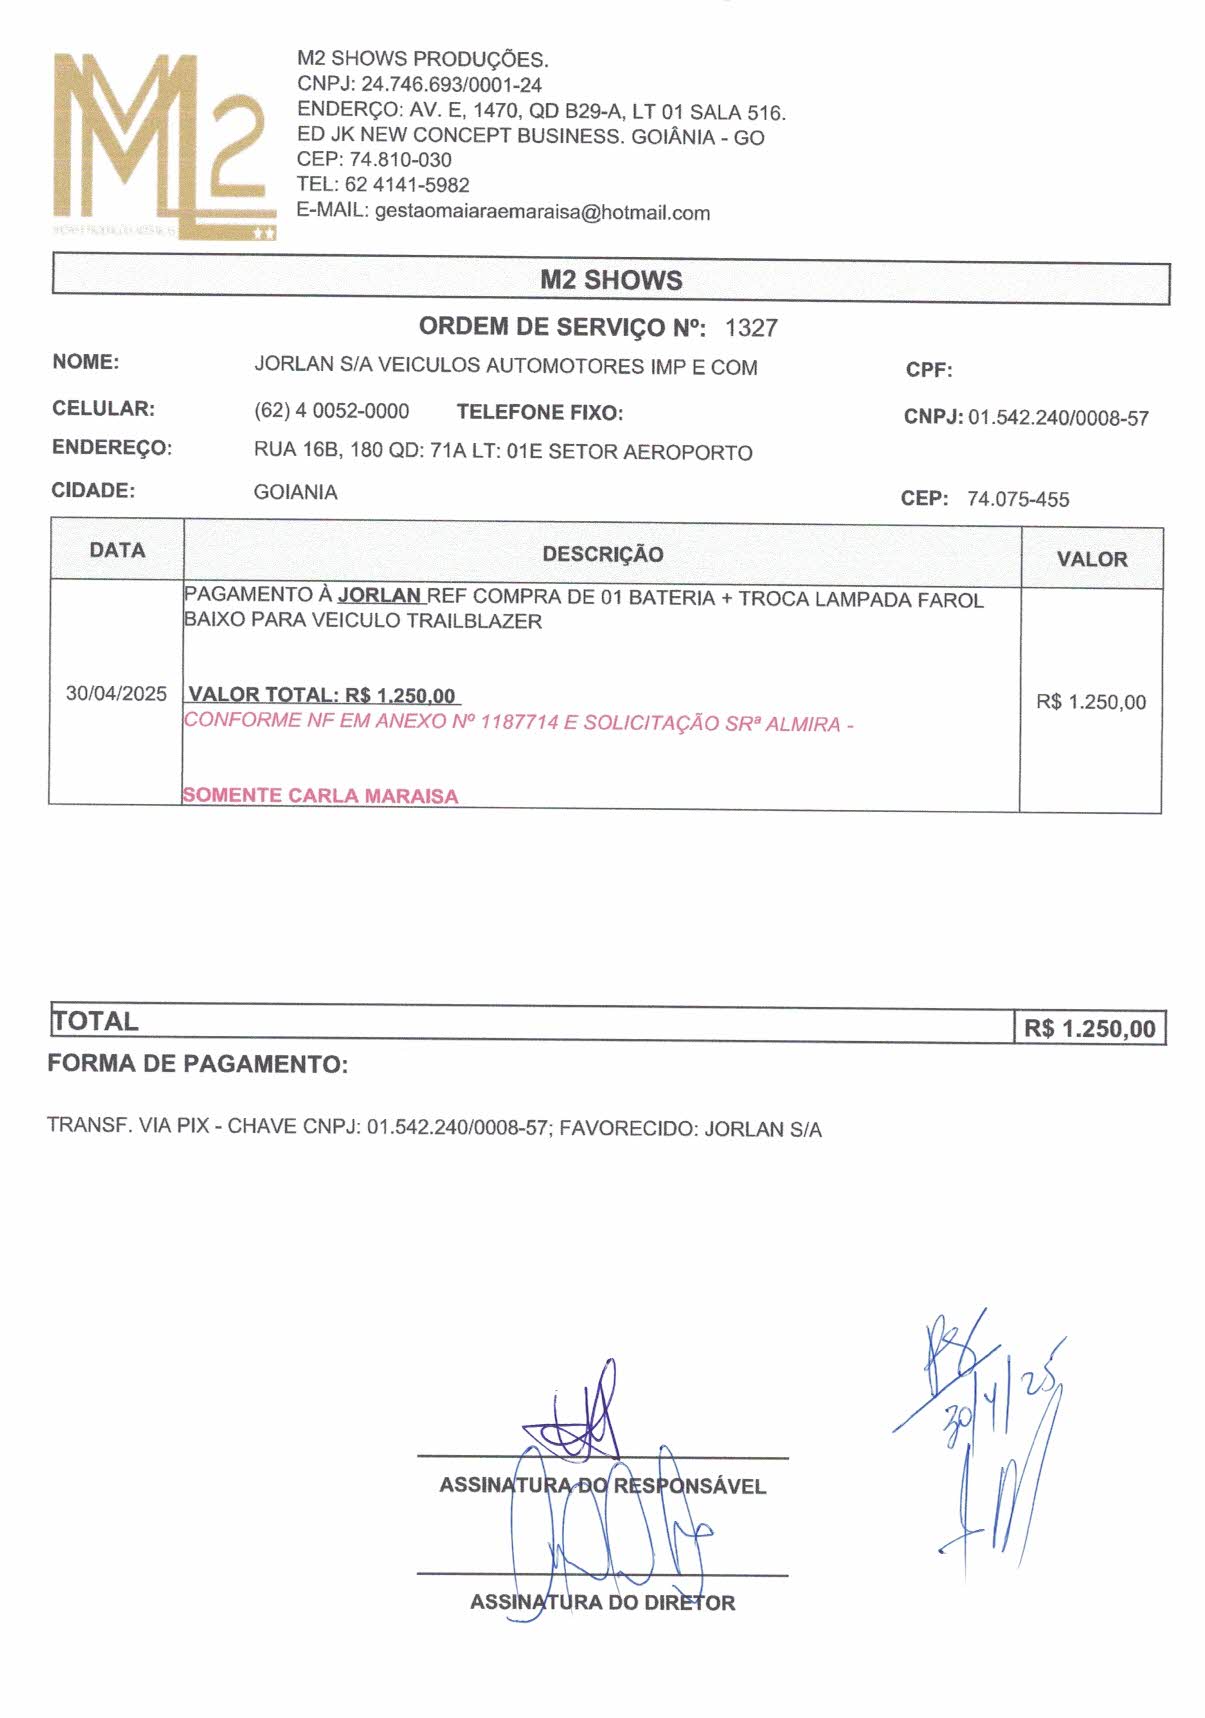 M2
M2 SHOWS PRODUÇÕES.
CNPJ: 24.746.693/0001-24
ENDERÇO: AV. E, 1470, QD B29-A, LT 01 SALA 516.
ED JK NEW CONCEPT BUSINESS. GOIÂNIA - GO
CEP: 74.810-030
TEL: 62 4141-5982
E-MAIL: gestaomaiaraemaraisa@hotmail.com
M2 SHOWS
ORDEM DE SERVIÇO Nº: 1327
NOME: JORLAN S/A VEICULOS AUTOMOTORES IMP E COM CPF:
CELULAR: (62) 4 0052-0000 TELEFONE FIXO: CNPJ: 01.542.240/0008-57
ENDEREÇO: RUA 16B, 180 QD: 71A LT: 01E SETOR AEROPORTO
CIDADE: GOIANIA CEP: 74.075-455
DATA DESCRIÇÃO VALOR
PAGAMENTO À JORLAN REF COMPRA DE 01 BATERIA + TROCA LAMPADA FAROL
BAIXO PARA VEICULO TRAILBLAZER
30/04/2025 VALOR TOTAL: R$ 1.250,00 R$ 1.250,00
CONFORME NF EM ANEXO Nº 1187714 E SOLICITAÇÃO SRª ALMIRA -
SOMENTE CARLA MARAISA
TOTAL R$ 1.250,00
FORMA DE PAGAMENTO:
TRANSF. VIA PIX - CHAVE CNPJ: 01.542.240/0008-57; FAVORECIDO: JORLAN S/A
30/4/25
ASSINATURA DO RESPONSÁVEL
ASSINATURA DO DIRETOR